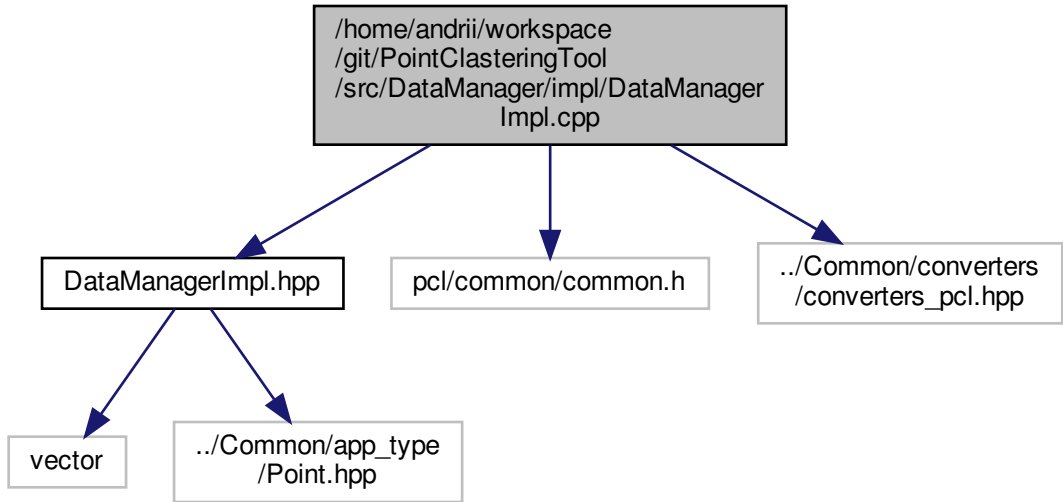 /home/andrii/workspace
/git/PointClasteringTool
/src/DataManager/impl/DataManager
Impl.cpp
DataManagerImpl.hpp
pcl/common/common.h
../Common/converters
/converters_pcl.hpp
vector
../Common/app_type
/Point.hpp